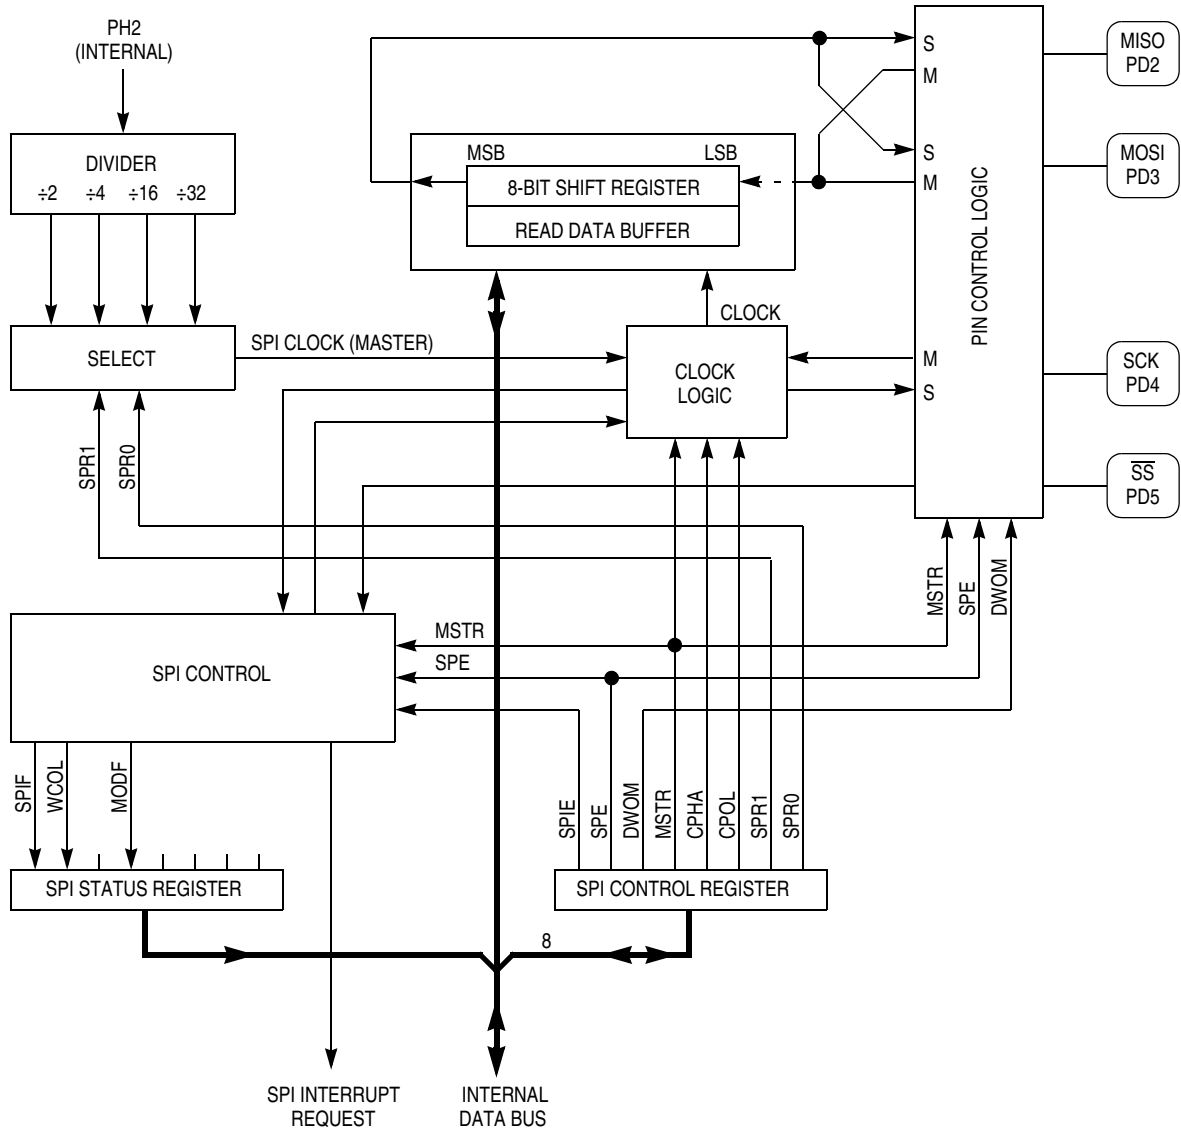 PH2
(INTERNAL)
DIVIDER
÷2 ÷4 ÷16 ÷32
SELECT
SPR1
SPR0
SPI CLOCK (MASTER)
MSB LSB
8-BIT SHIFT REGISTER
READ DATA BUFFER
CLOCK
CLOCK
LOGIC
S
M
S
M
M
S
PIN CONTROL LOGIC
MISO
PD2
MOSI
PD3
SCK
PD4
SS
PD5
MSTR
SPE
DWOM
SPI CONTROL
MSTR
SPE
SPIF
WCOL
MODF
SPIE
SPE
DWOM
MSTR
CPHA
CPOL
SPR1
SPR0
SPI STATUS REGISTER
SPI CONTROL REGISTER
8
SPI INTERRUPT
REQUEST
INTERNAL
DATA BUS